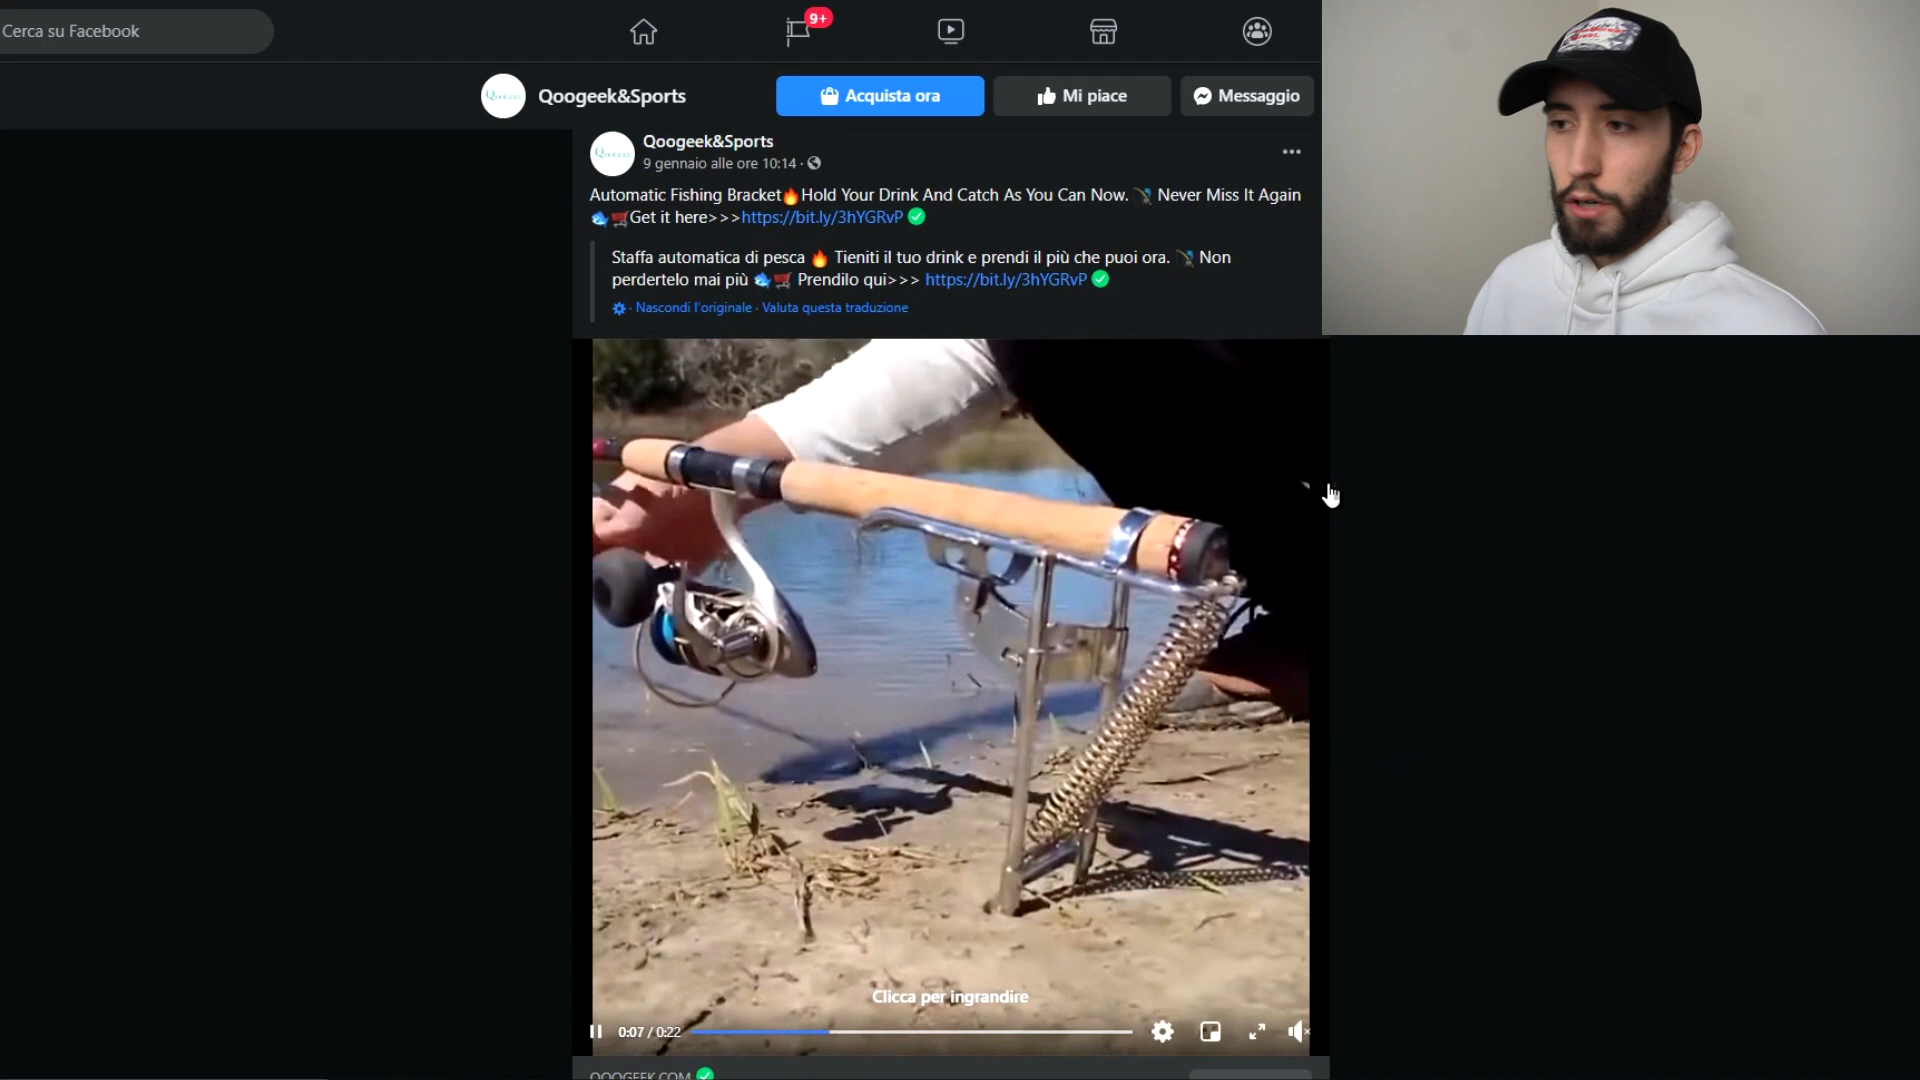 Cerca su Facebook
9+
Qoogeek&Sports
Acquista ora
Mi piace
Messaggio
Qoogeek&Sports
9 gennaio alle ore 10:14 ·
Automatic Fishing Bracket🔥Hold Your Drink And Catch As You Can Now. 🎣 Never Miss It Again
🐟🛒Get it here>>>https://bit.ly/3hYGRvP
Staffa automatica di pesca 🔥 Tieniti il tuo drink e prendi il più che puoi ora. 🎣 Non
perdertelo mai più 🐟🛒 Prendilo qui>>> https://bit.ly/3hYGRvP
· Nascondi l'originale · Valuta questa traduzione
Clicca per ingrandire
0:07 / 0:22
QOOGEEK.COM